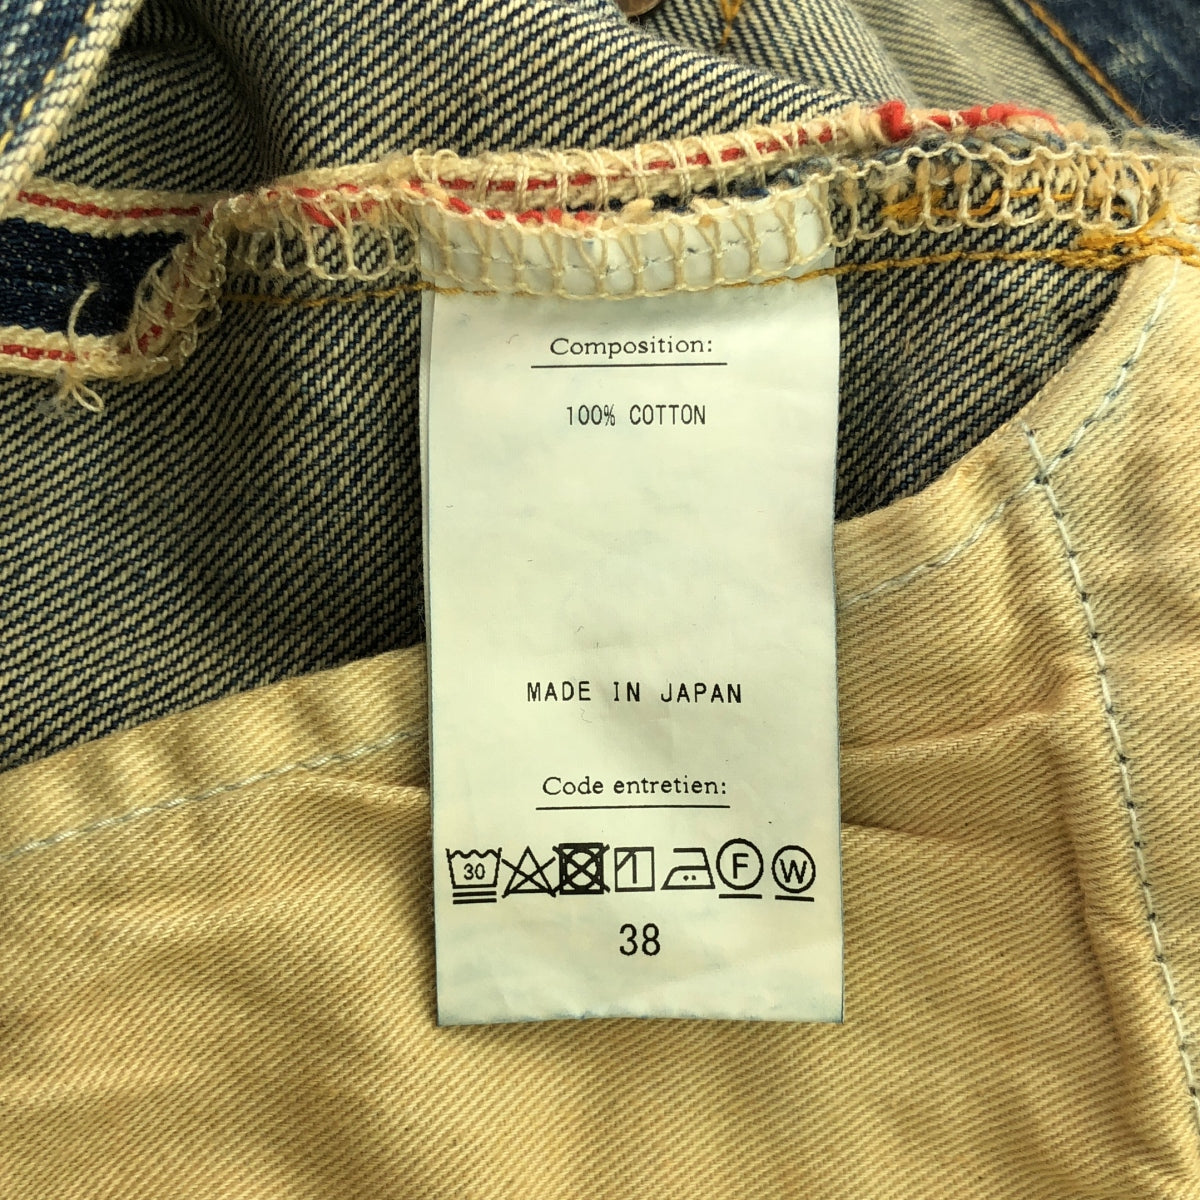 Composition:
100% COTTON
MADE IN JAPAN
Code entretien:
30 F W
38